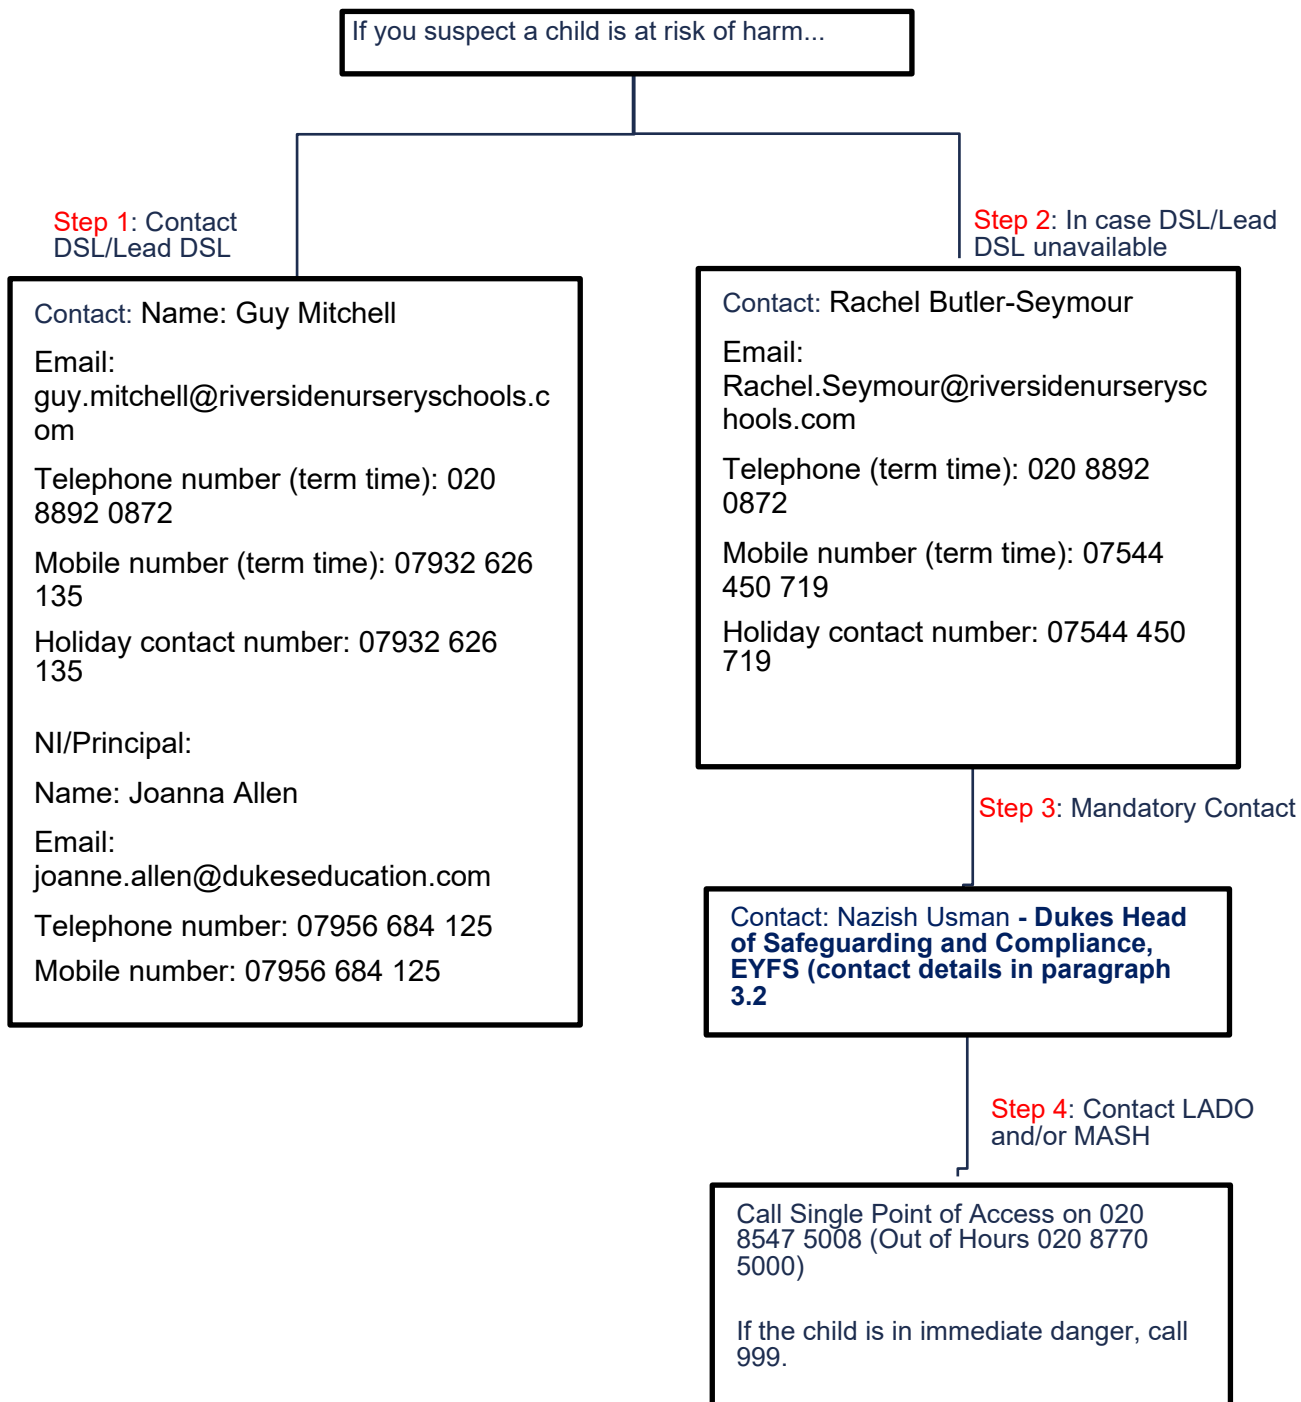 If you suspect a child is at risk of harm...
Step 1: Contact
DSL/Lead DSL
Contact: Name: Guy Mitchell
Email:
guy.mitchell@riversidenurseryschools.c
om
Telephone number (term time): 020
8892 0872
Mobile number (term time): 07932 626
135
Holiday contact number: 07932 626
135
NI/Principal:
Name: Joanna Allen
Email:
joanne.allen@dukeseducation.com
Telephone number: 07956 684 125
Mobile number: 07956 684 125
Step 2: In case DSL/Lead
DSL unavailable
Contact: Rachel Butler-Seymour
Email:
Rachel.Seymour@riversidenurserysc
hools.com
Telephone (term time): 020 8892
0872
Mobile number (term time): 07544
450 719
Holiday contact number: 07544 450
719
Step 3: Mandatory Contact
Contact: Nazish Usman - Dukes Head
of Safeguarding and Compliance,
EYFS (contact details in paragraph
3.2
Step 4: Contact LADO
and/or MASH
Call Single Point of Access on 020
8547 5008 (Out of Hours 020 8770
5000)
If the child is in immediate danger, call
999.